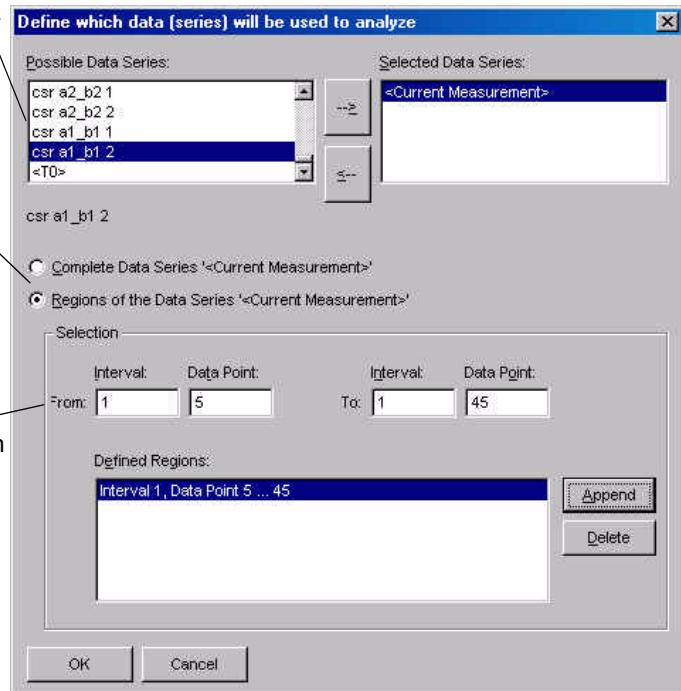 Define which data (series) will be used to analyze
Possible Data Series:
Selected Data Series:
csr a2_b2 1
csr a2_b2 2
csr a1_b1 1
csr a1_b1 2
<T0>
-->
<--
<Current Measurement>
csr a1_b1 2
Complete Data Series '<Current Measurement>'
Regions of the Data Series '<Current Measurement>'
Selection
Interval: Data Point: Interval: Data Point:
From: 1 5 To: 1 45
n
Defined Regions:
Interval 1, Data Point 5 ... 45
Append
Delete
OK Cancel